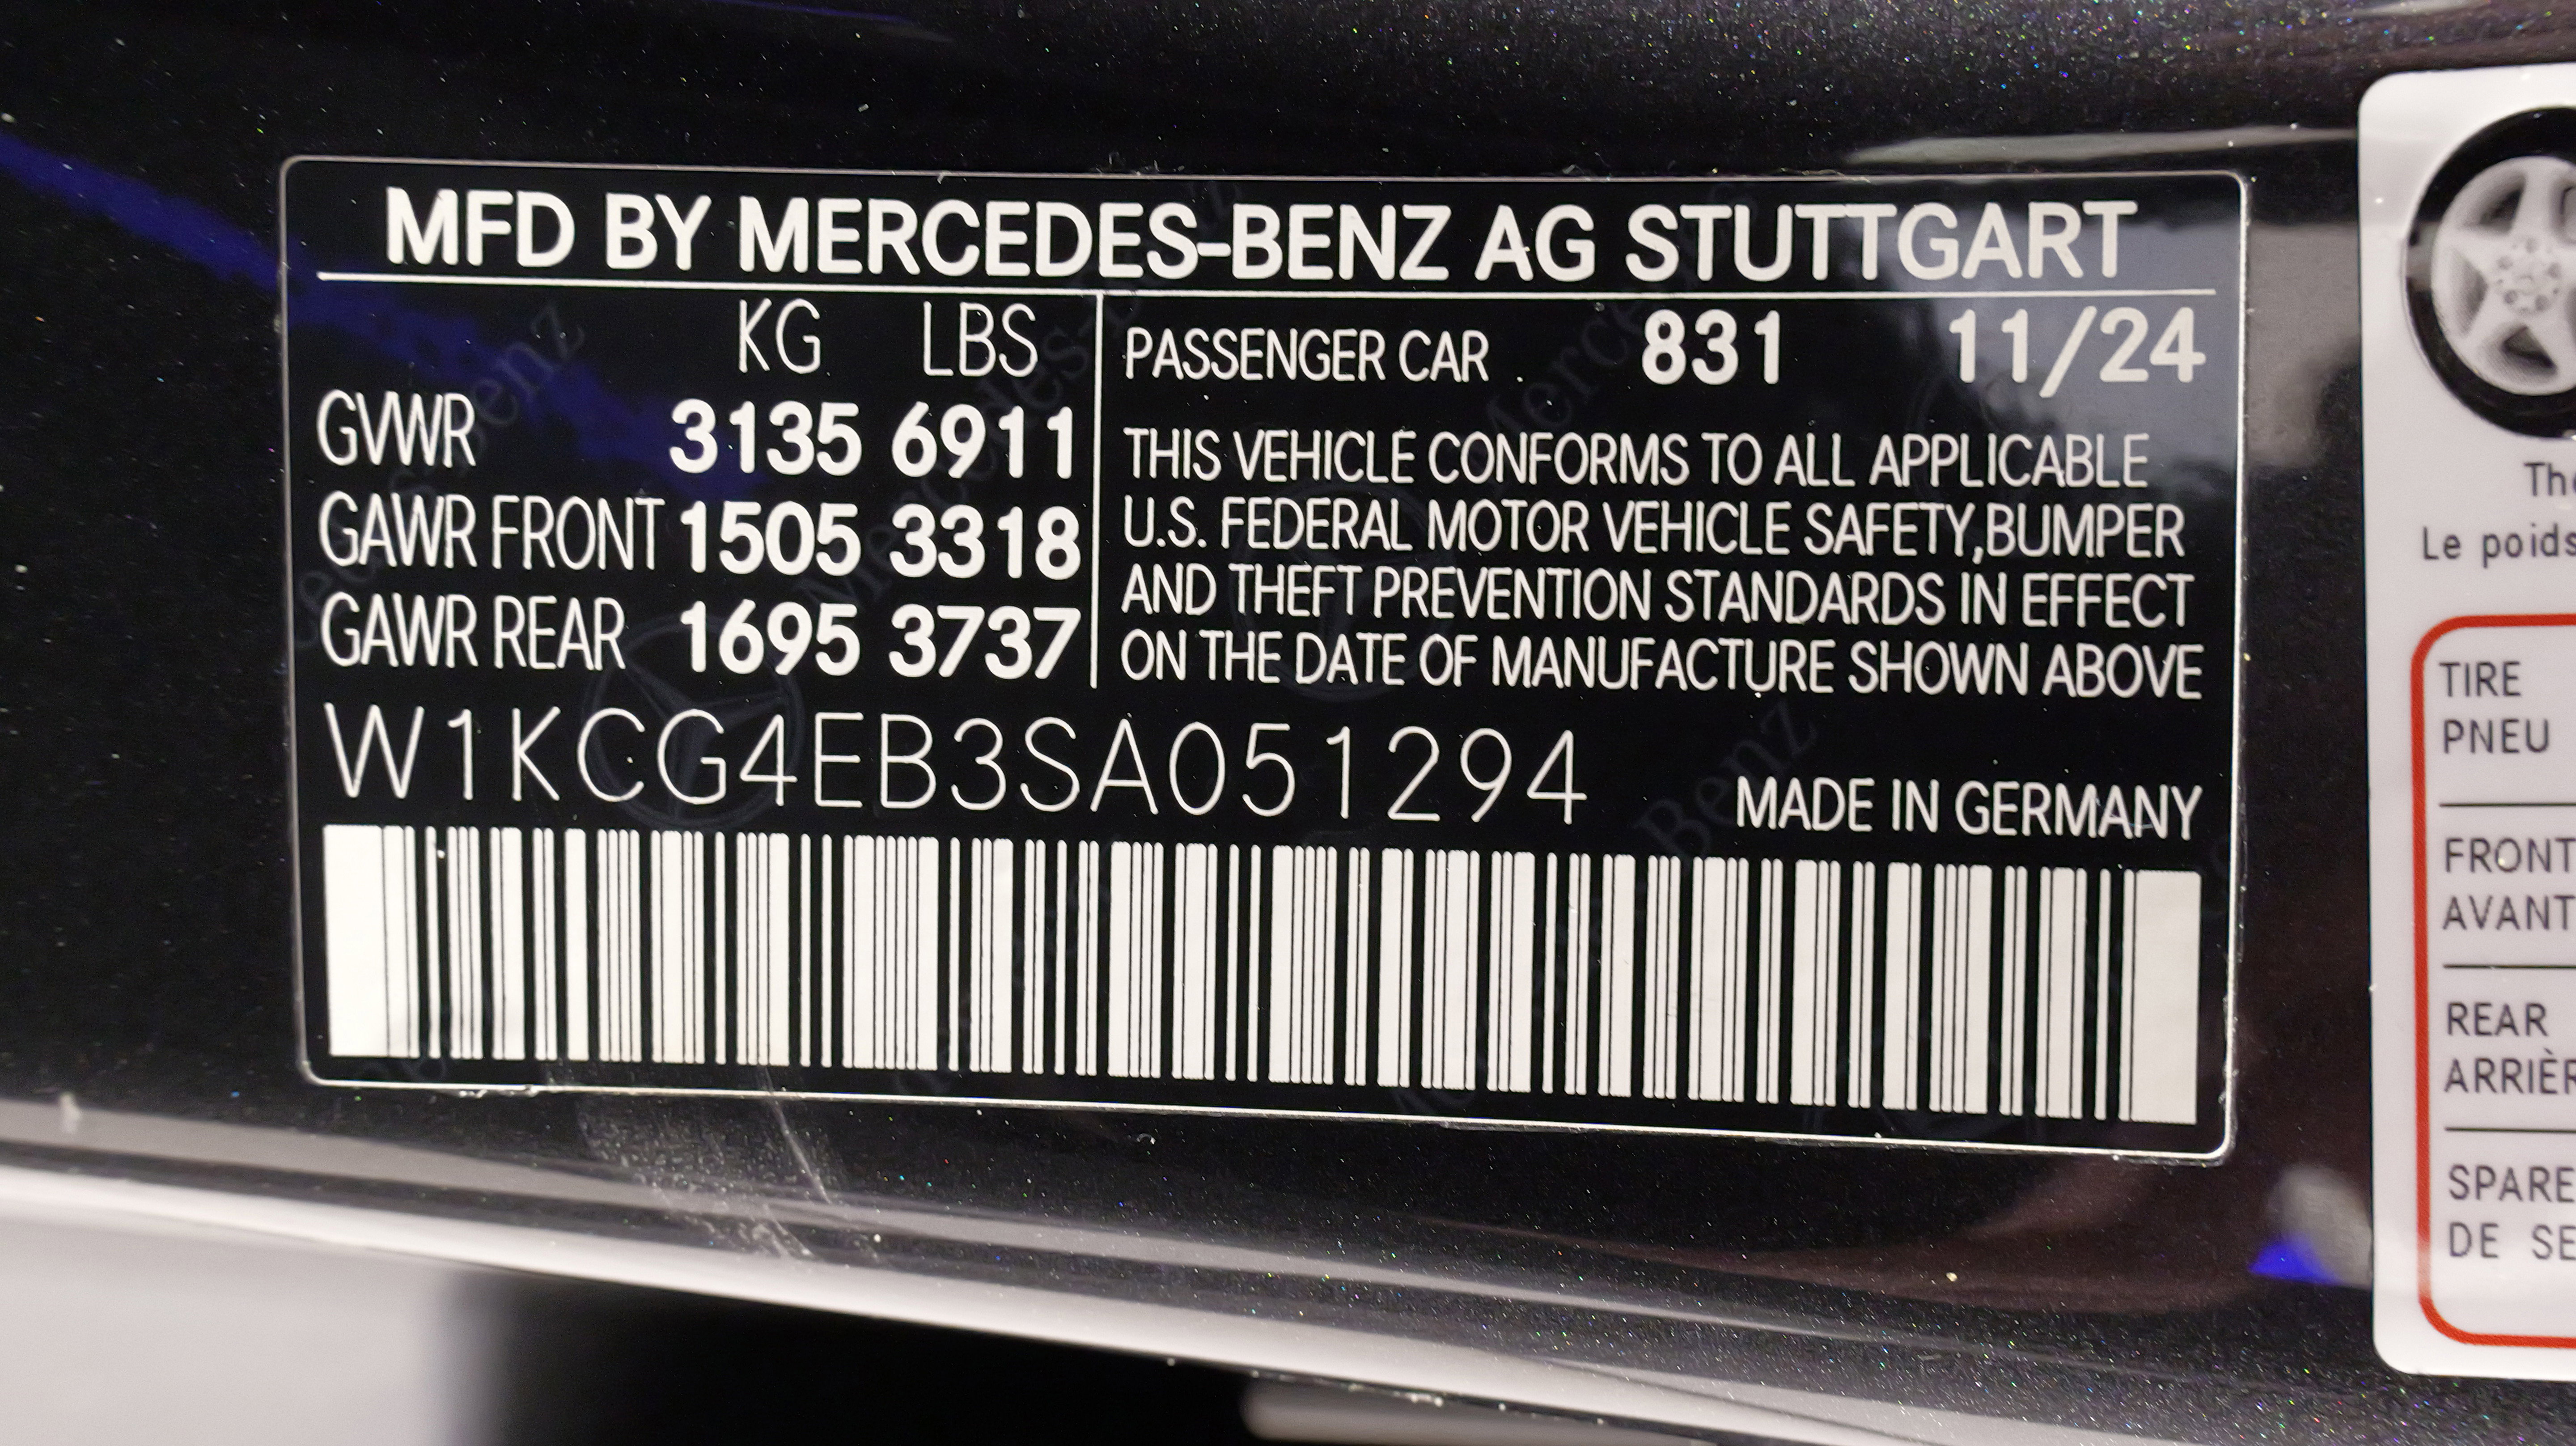 MFD BY MERCEDES-BENZ AG STUTTGART
KG LBS
GVWR 3135 6911
GAWR FRONT 1505 3318
GAWR REAR 1695 3737
PASSENGER CAR 831 11/24
THIS VEHICLE CONFORMS TO ALL APPLICABLE
U.S. FEDERAL MOTOR VEHICLE SAFETY,BUMPER
AND THEFT PREVENTION STANDARDS IN EFFECT
ON THE DATE OF MANUFACTURE SHOWN ABOVE
W1KCG4EB3SA051294
MADE IN GERMANY
Le poids
TIRE
PNEU
FRONT
AVANT
REAR
SPARE
DE